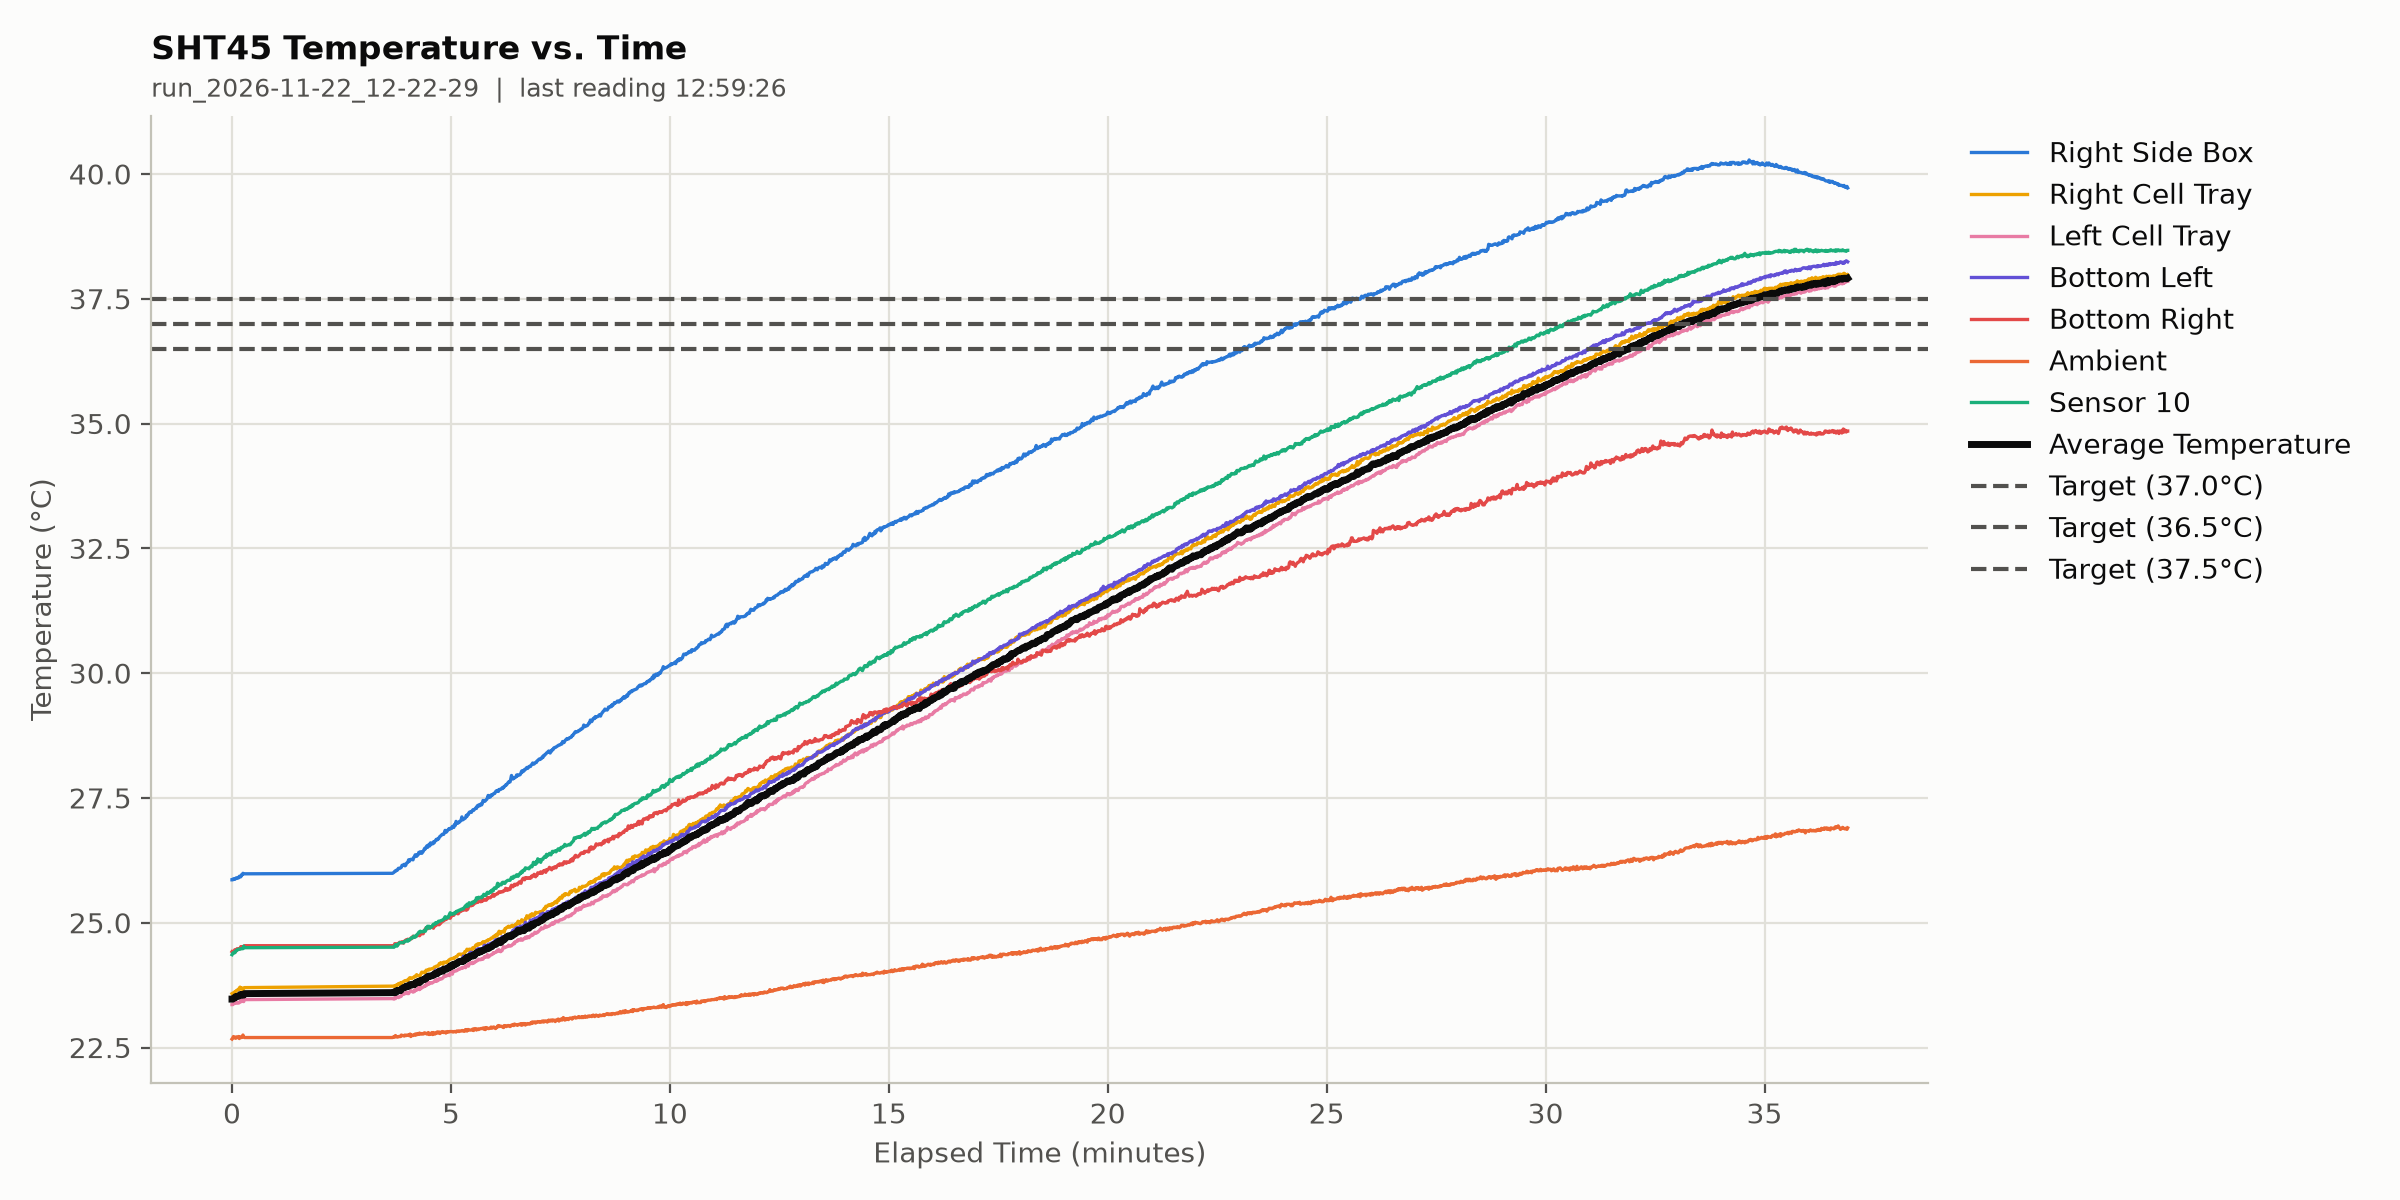 SHT45 Temperature vs. Time
run_2026-11-22_12-22-29 | last reading 12:59:26
40.0
37.5
35.0
32.5
30.0
27.5
25.0
22.5
Temperature (°C)
0 5 10 15 20 25 30 35
Elapsed Time (minutes)
Right Side Box
Right Cell Tray
Left Cell Tray
Bottom Left
Bottom Right
Ambient
Sensor 10
Average Temperature
Target (37.0°C)
Target (36.5°C)
Target (37.5°C)